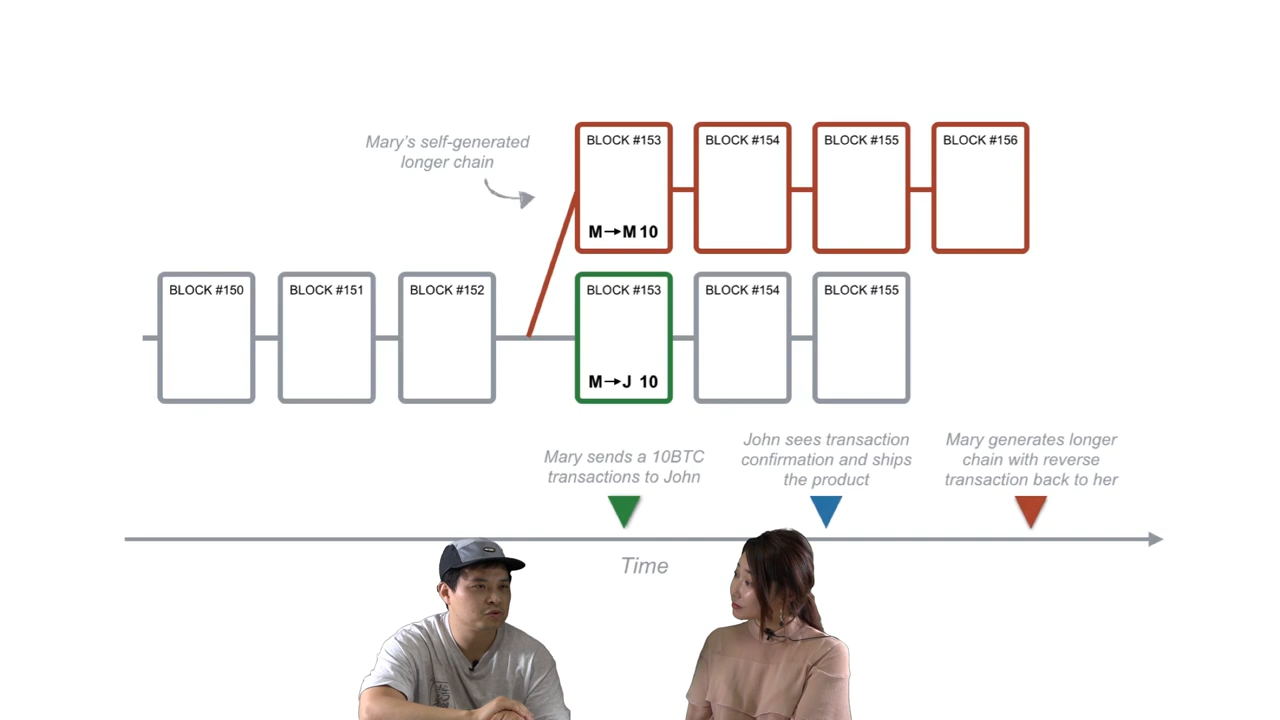 Mary's self-generated
longer chain
BLOCK #153
BLOCK #154
BLOCK #155
BLOCK #156
M→M 10
BLOCK #150
BLOCK #151
BLOCK #152
BLOCK #153
BLOCK #154
BLOCK #155
M→J 10
Mary sends a 10BTC
transactions to John
John sees transaction
confirmation and ships
the product
Mary generates longer
chain with reverse
transaction back to her
Time